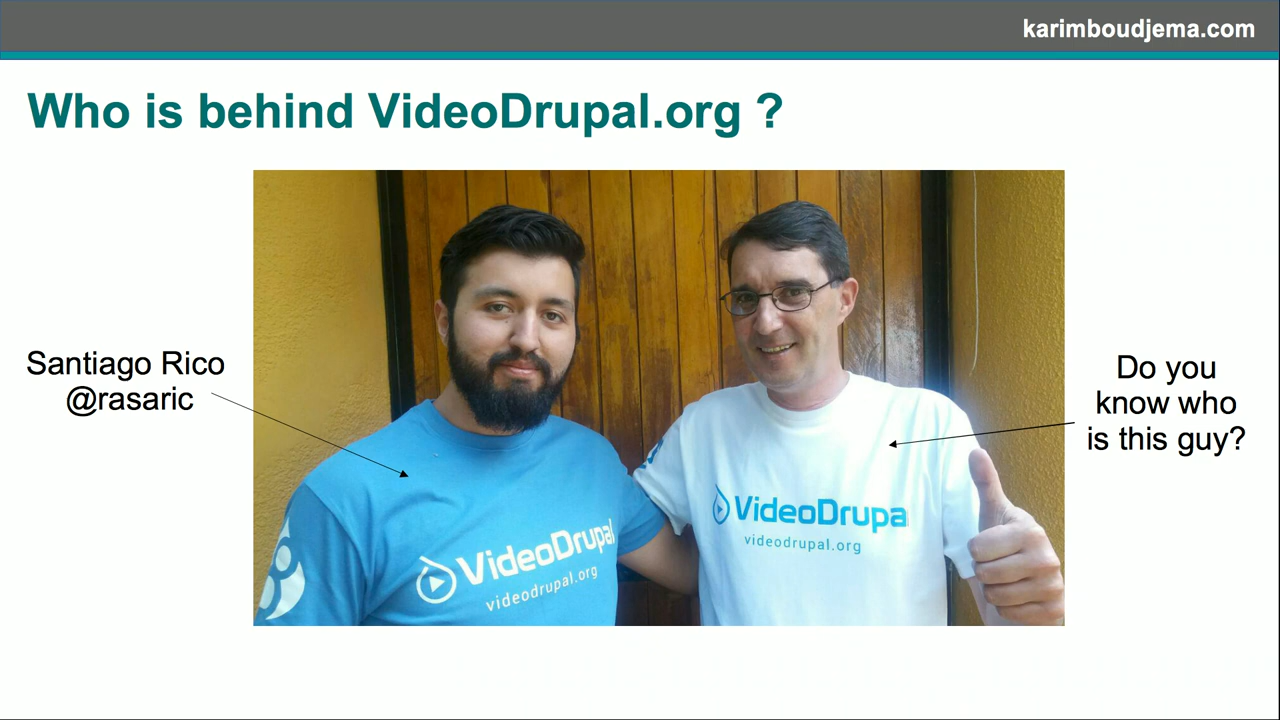 karimboudjema.com
Who is behind VideoDrupal.org ?
Santiago Rico
@rasaric
Do you
know who
is this guy?
VideoDrupal
videodrupal.org
VideoDrupa
videodrupal.org